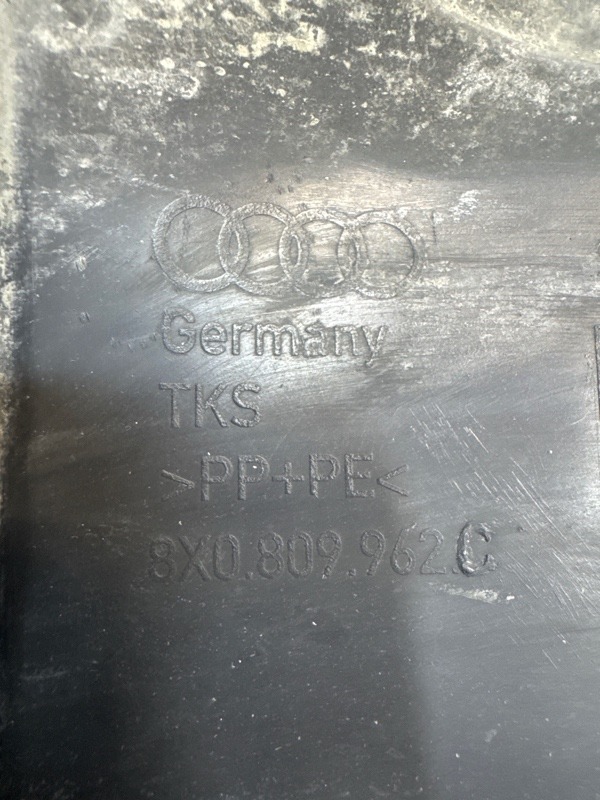 Germany
TKS
>PP+PE<
8X0.809.962.C